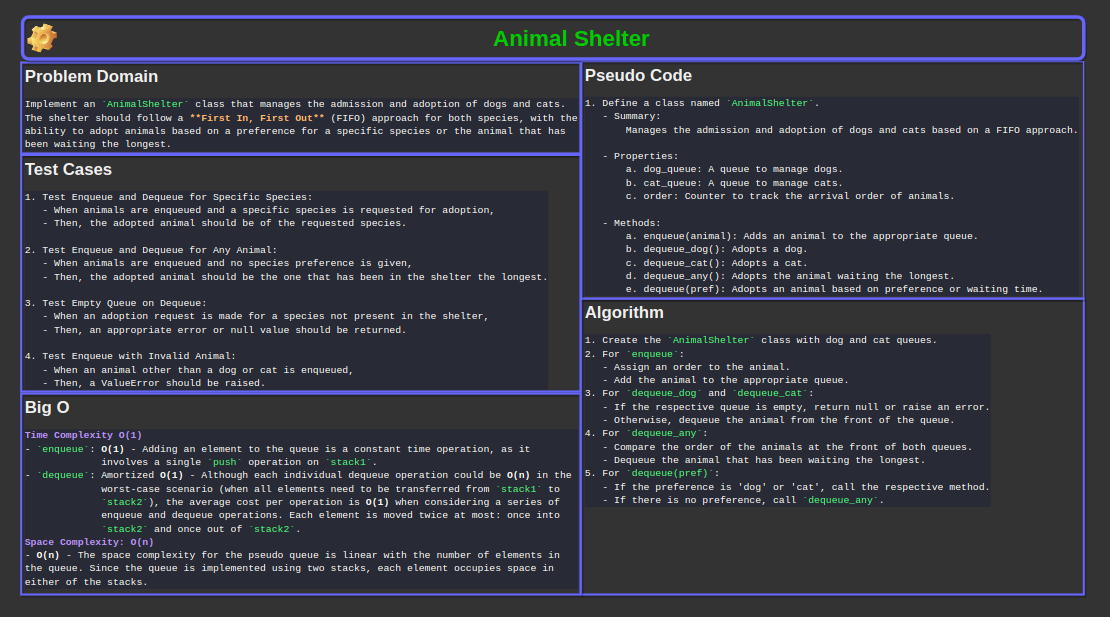 Animal Shelter
Problem Domain
Implement an `AnimalShelter` class that manages the admission and adoption of dogs and cats.
The shelter should follow a **First In, First Out** (FIFO) approach for both species, with the
ability to adopt animals based on a preference for a specific species or the animal that has
been waiting the longest.
Test Cases
1. Test Enqueue and Dequeue for Specific Species:
- When animals are enqueued and a specific species is requested for adoption,
- Then, the adopted animal should be of the requested species.
2. Test Enqueue and Dequeue for Any Animal:
- When animals are enqueued and no species preference is given,
- Then, the adopted animal should be the one that has been in the shelter the longest.
3. Test Empty Queue on Dequeue:
- When an adoption request is made for a species not present in the shelter,
- Then, an appropriate error or null value should be returned.
4. Test Enqueue with Invalid Animal:
- When an animal other than a dog or cat is enqueued,
- Then, a ValueError should be raised.
Big O
Time Complexity O(1)
- `enqueue`: O(1) - Adding an element to the queue is a constant time operation, as it
involves a single `push` operation on `stack1`.
- `dequeue`: Amortized O(1) - Although each individual dequeue operation could be O(n) in the
worst-case scenario (when all elements need to be transferred from `stack1` to
`stack2`), the average cost per operation is O(1) when considering a series of
enqueue and dequeue operations. Each element is moved twice at most: once into
`stack2` and once out of `stack2`.
Space Complexity: O(n)
- O(n) - The space complexity for the pseudo queue is linear with the number of elements in
the queue. Since the queue is implemented using two stacks, each element occupies space in
either of the stacks.
Pseudo Code
1. Define a class named `AnimalShelter`.
- Summary:
Manages the admission and adoption of dogs and cats based on a FIFO approach.
- Properties:
a. dog_queue: A queue to manage dogs.
b. cat_queue: A queue to manage cats.
c. order: Counter to track the arrival order of animals.
- Methods:
a. enqueue(animal): Adds an animal to the appropriate queue.
b. dequeue_dog(): Adopts a dog.
c. dequeue_cat(): Adopts a cat.
d. dequeue_any(): Adopts the animal waiting the longest.
e. dequeue(pref): Adopts an animal based on preference or waiting time.
Algorithm
1. Create the `AnimalShelter` class with dog and cat queues.
2. For `enqueue`:
- Assign an order to the animal.
- Add the animal to the appropriate queue.
3. For `dequeue_dog` and `dequeue_cat`:
- If the respective queue is empty, return null or raise an error.
- Otherwise, dequeue the animal from the front of the queue.
4. For `dequeue_any`:
- Compare the order of the animals at the front of both queues.
- Dequeue the animal that has been waiting the longest.
5. For `dequeue(pref)`:
- If the preference is 'dog' or 'cat', call the respective method.
- If there is no preference, call `dequeue_any`.